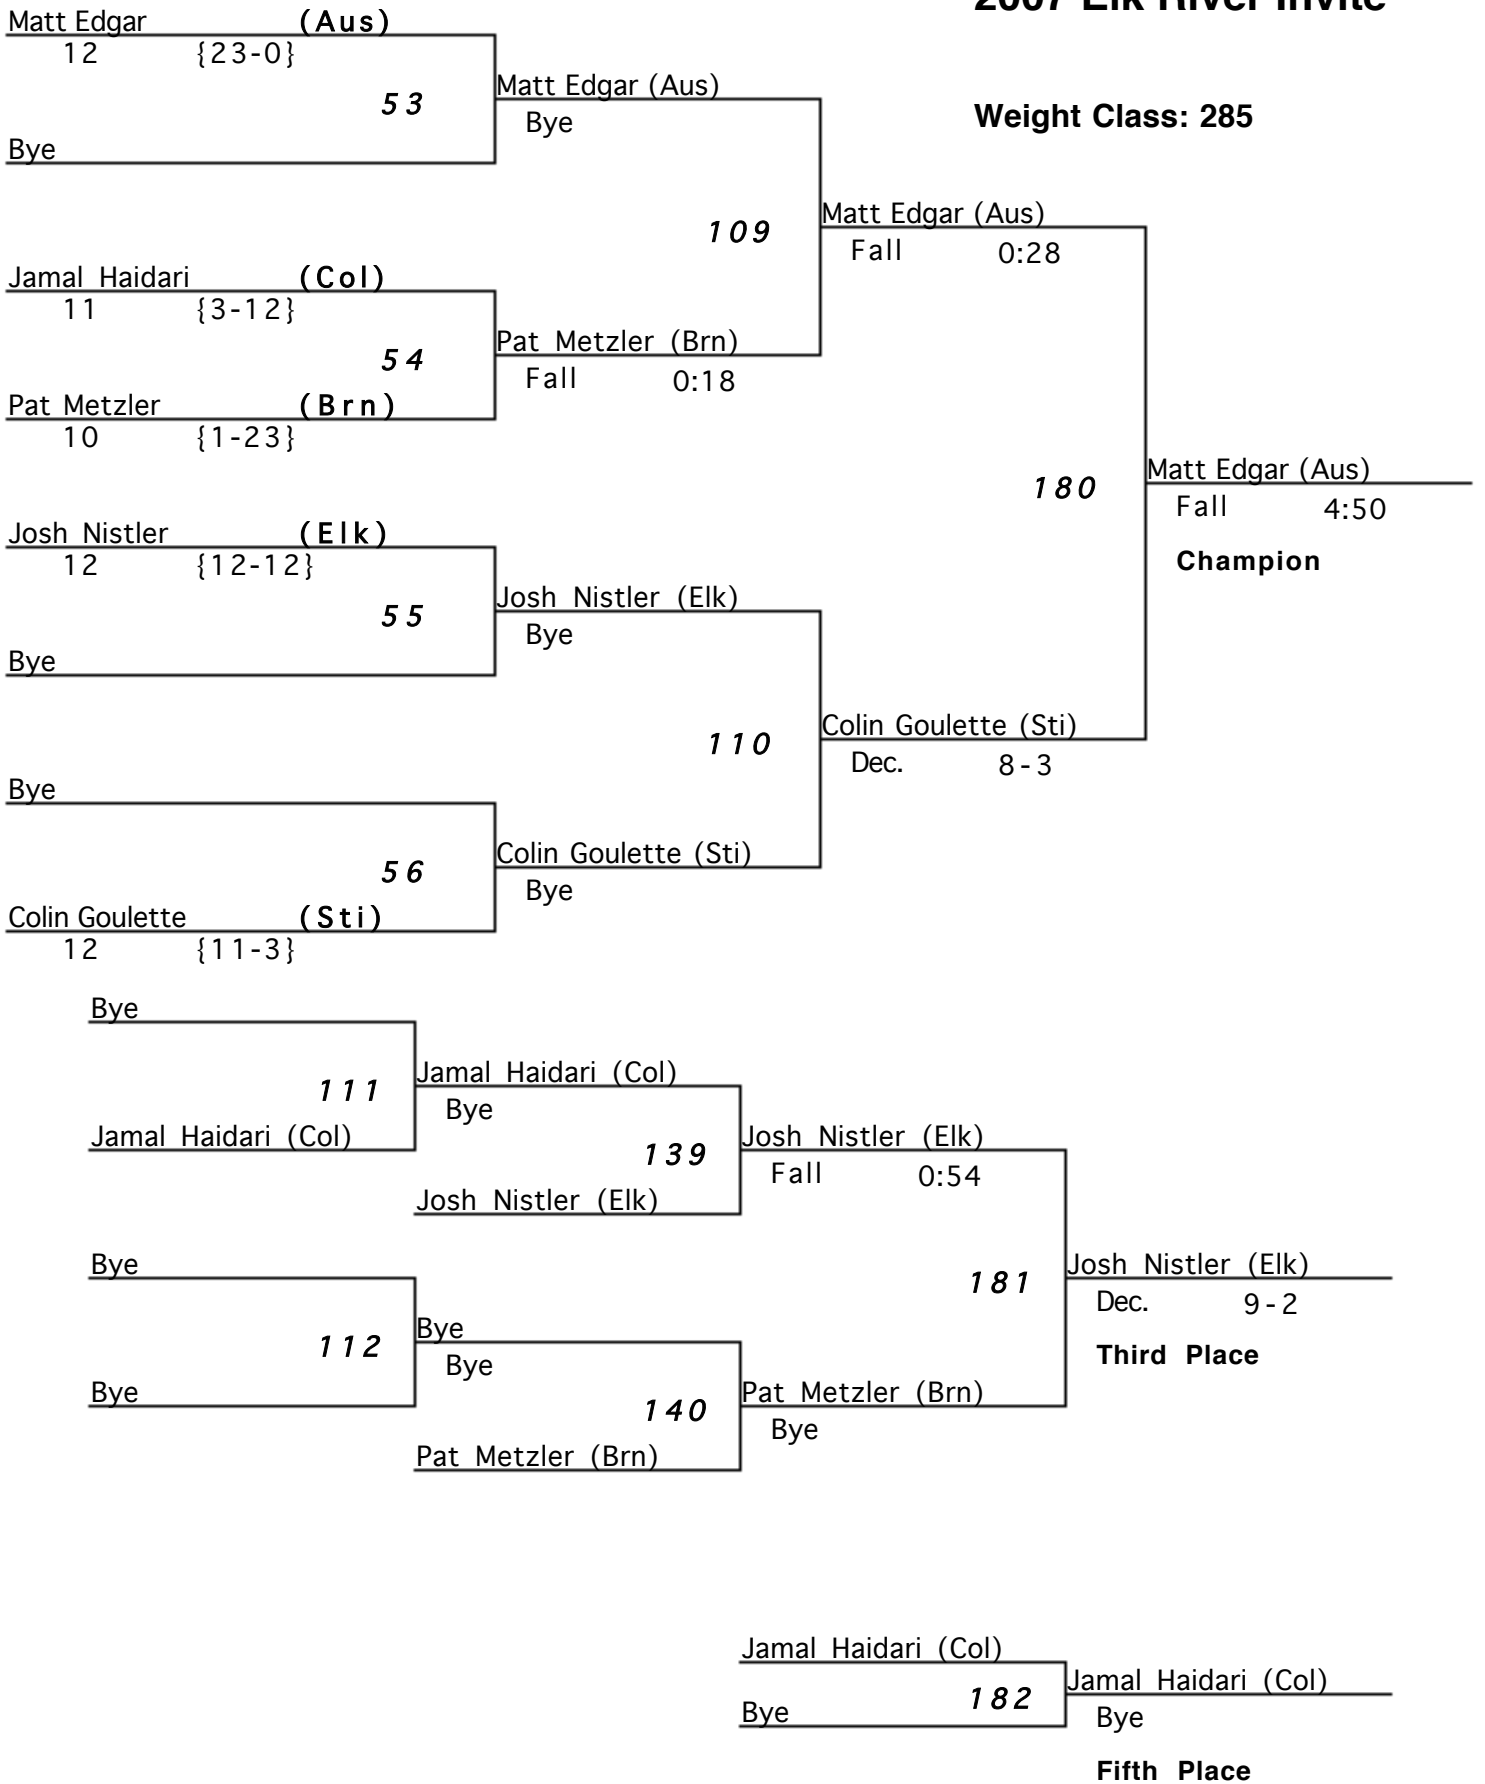 2007 Elk River Invite
Weight Class: 285
Matt Edgar (Aus)
12 {23-0}
53
Bye
Matt Edgar (Aus)
Bye
109
Jamal Haidari (Col)
11 {3-12}
54
Pat Metzler (Brn)
10 {1-23}
Pat Metzler (Brn)
Fall 0:18
Matt Edgar (Aus)
Fall 0:28
180
Josh Nistler (Elk)
12 {12-12}
55
Bye
Josh Nistler (Elk)
Bye
110
Bye
56
Colin Goulette (Sti)
12 {11-3}
Colin Goulette (Sti)
Bye
Colin Goulette (Sti)
Dec. 8-3
Matt Edgar (Aus)
Fall 4:50
Champion
Bye
111
Jamal Haidari (Col)
Jamal Haidari (Col)
Bye
139
Josh Nistler (Elk)
Josh Nistler (Elk)
Fall 0:54
181
Bye
112
Bye
Bye
Bye
140
Pat Metzler (Brn)
Pat Metzler (Brn)
Bye
Josh Nistler (Elk)
Dec. 9-2
Third Place
Jamal Haidari (Col)
182
Bye
Jamal Haidari (Col)
Bye
Fifth Place